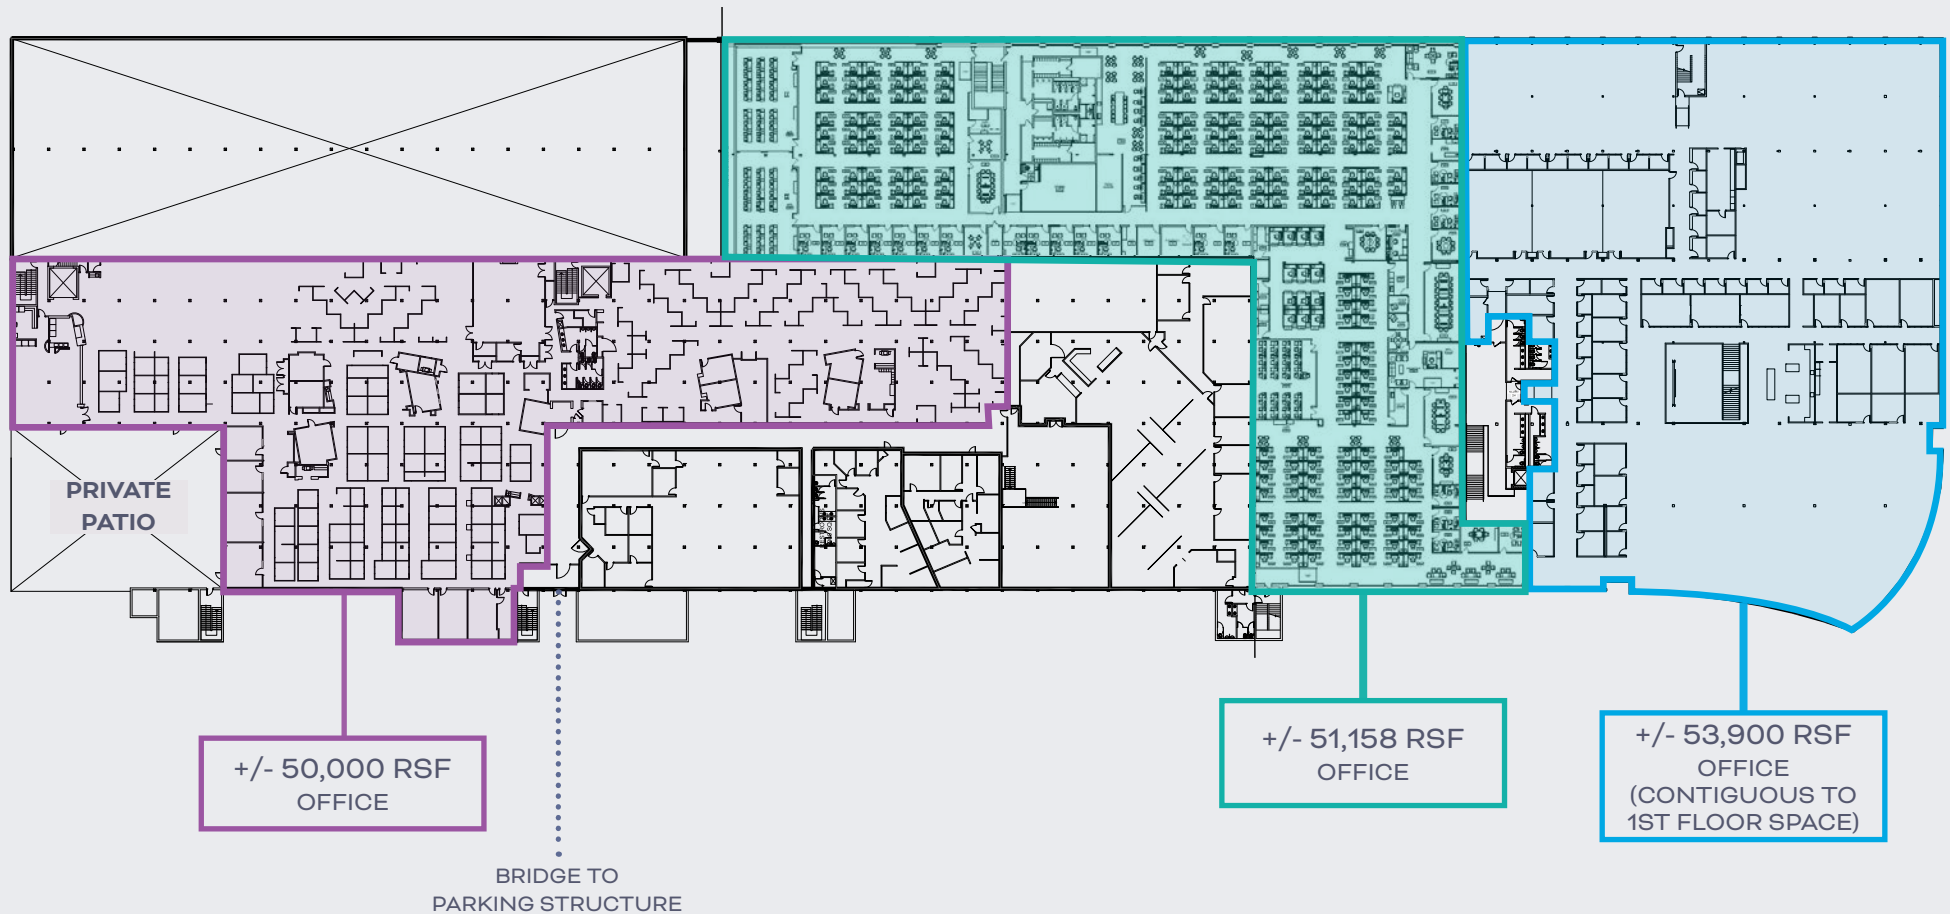 PRIVATE
PATIO
+/- 50,000 RSF
OFFICE
BRIDGE TO
PARKING STRUCTURE
+/- 51,158 RSF
OFFICE
+/- 53,900 RSF
OFFICE
(CONTIGUOUS TO
1ST FLOOR SPACE)